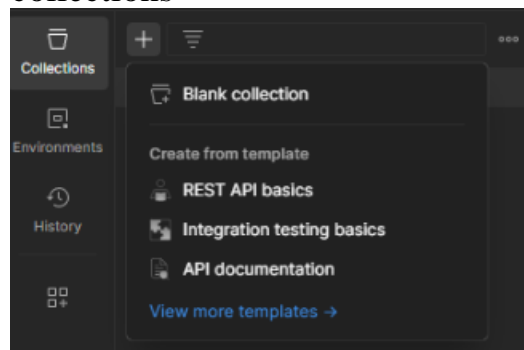 Collections
Blank collection
Environments
Create from template
REST API basics
History
Integration testing basics
API documentation
View more templates →